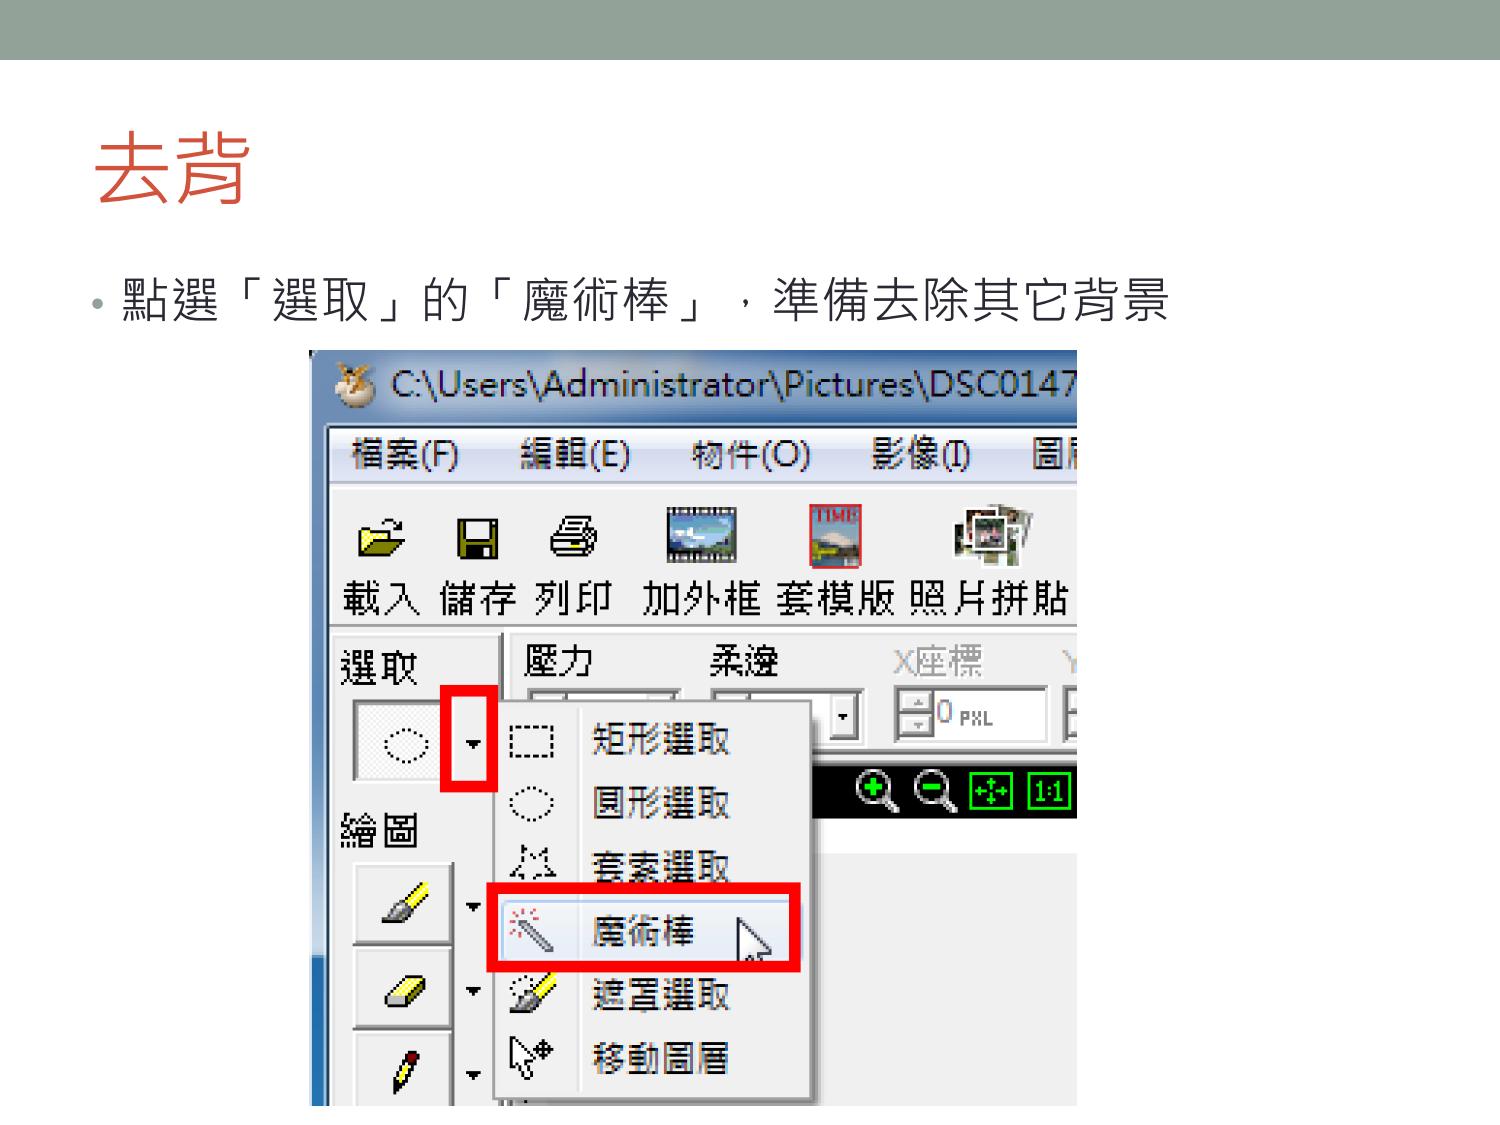 去背
• 點選「選取」的「魔術棒」，準備去除其它背景
C:\Users\Administrator\Pictures\DSC0147
檔案(F) 編輯(E) 物件(O) 影像(I)
TIME
載入 儲存 列印 加外框 套模版 照片拼貼
選取 壓力 柔邊 X座標 Y
0 PXL
矩形選取
1:1
圓形選取
繪圖
套索選取
魔術棒
遮罩選取
移動圖層